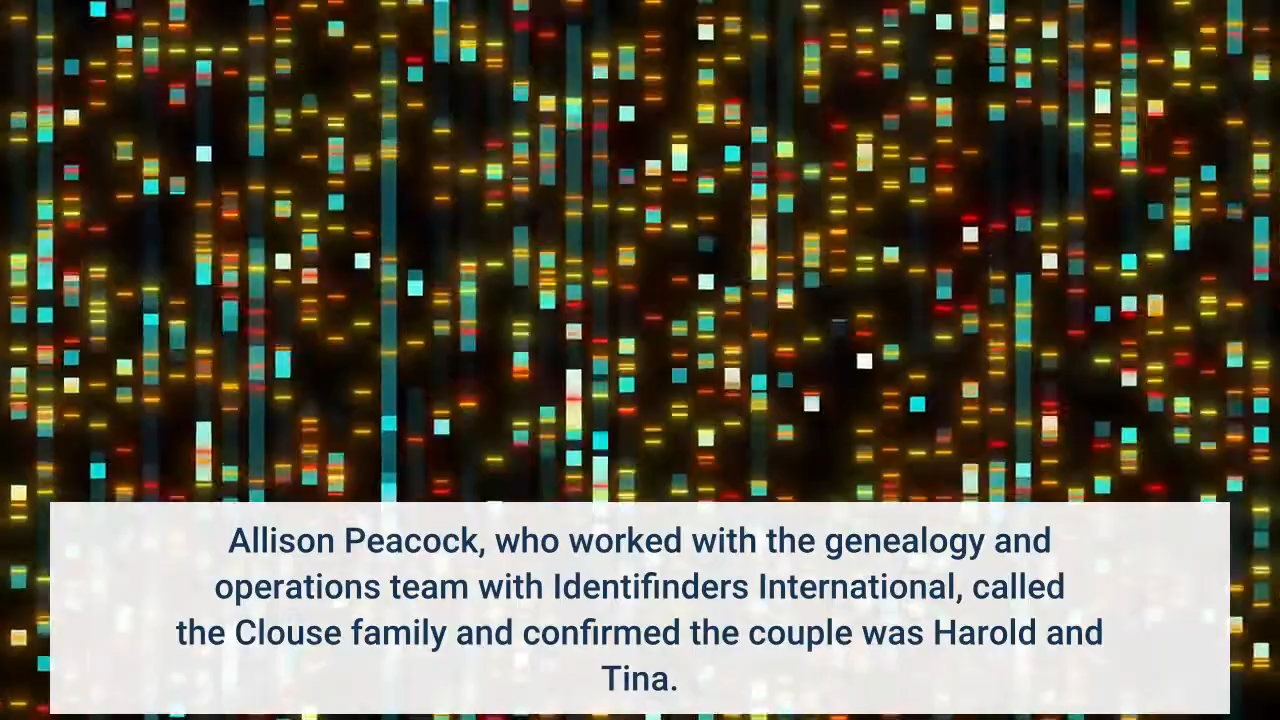 Allison Peacock, who worked with the genealogy and
operations team with Identifinders International, called
the Clouse family and confirmed the couple was Harold and
Tina.